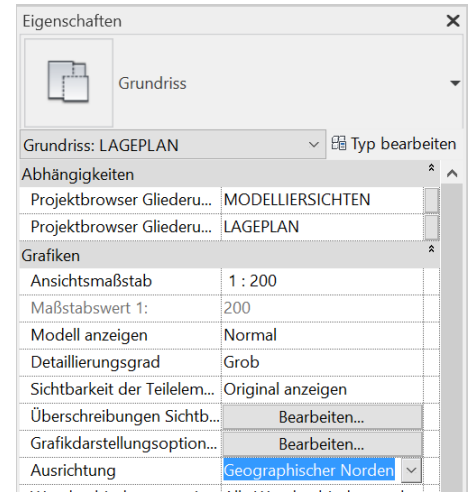 Eigenschaften
Grundriss
Grundriss: LAGEPLAN Typ bearbeiten
Abhängigkeiten
Projektbrowser Gliederu... MODELLIERSICHTEN
Projektbrowser Gliederu... LAGEPLAN
Grafiken
Ansichtsmaßstab 1 : 200
Maßstabswert 1: 200
Modell anzeigen Normal
Detaillierungsgrad Grob
Sichtbarkeit der Teilelem... Original anzeigen
Überschreibungen Sichtb... Bearbeiten...
Grafikdarstellungsoption... Bearbeiten...
Ausrichtung Geographischer Norden